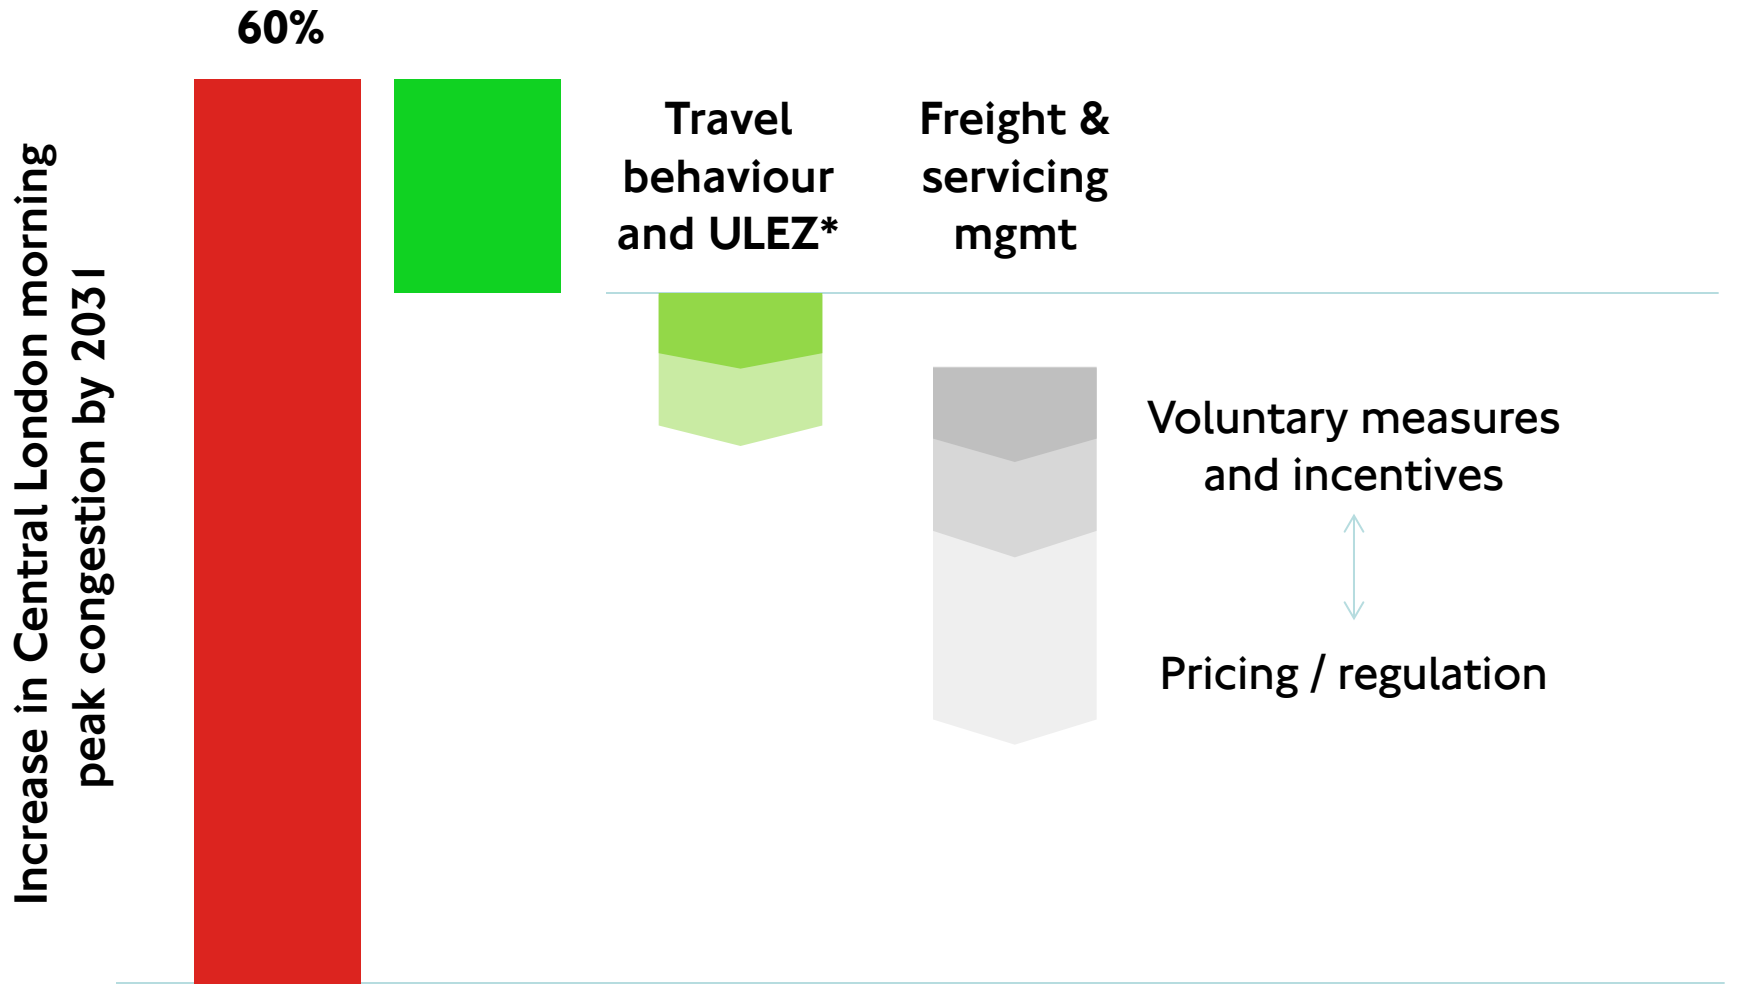 60%
Increase in Central London morning
peak congestion by 2031
Travel
behaviour
and ULEZ*
Freight &
servicing
mgmt
Voluntary measures
and incentives
Pricing / regulation